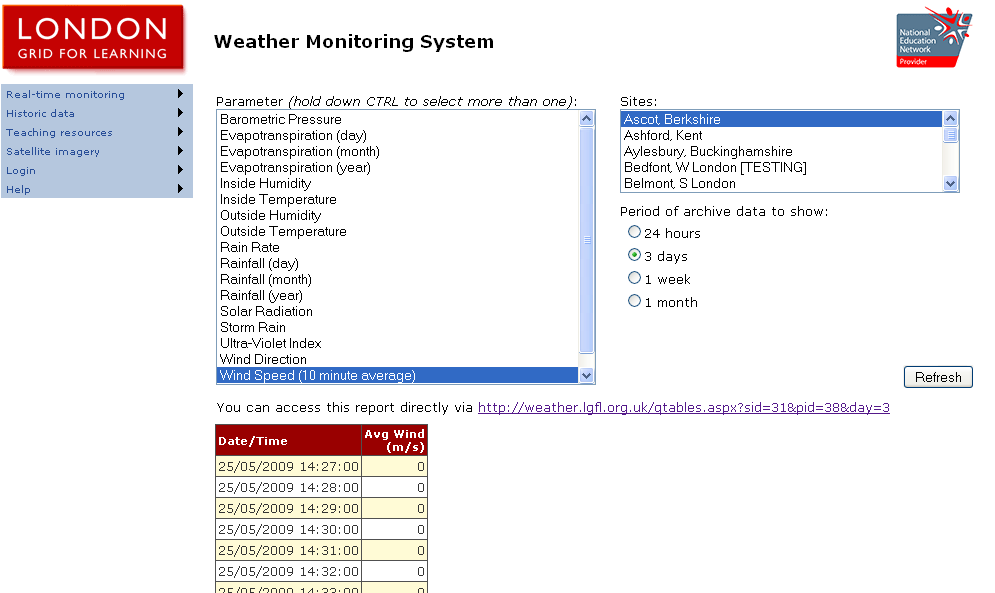 LONDON
GRID FOR LEARNING
Weather Monitoring System
National
Education
Network
Provider
Real-time monitoring
Historic data
Teaching resources
Satellite imagery
Login
Help
Parameter (hold down CTRL to select more than one):
Barometric Pressure
Evapotranspiration (day)
Evapotranspiration (month)
Evapotranspiration (year)
Inside Humidity
Inside Temperature
Outside Humidity
Outside Temperature
Rain Rate
Rainfall (day)
Rainfall (month)
Rainfall (year)
Solar Radiation
Storm Rain
Ultra-Violet Index
Wind Direction
Wind Speed (10 minute average)
Sites:
Ascot, Berkshire
Ashford, Kent
Aylesbury, Buckinghamshire
Bedfont, W London [TESTING]
Belmont, S London
Period of archive data to show:
24 hours
3 days
1 week
1 month
Refresh
You can access this report directly via http://weather.lgfl.org.uk/qtables.aspx?sid=31&pid=38&day=3
Date/Time Avg Wind (m/s)
25/05/2009 14:27:00 0
25/05/2009 14:28:00 0
25/05/2009 14:29:00 0
25/05/2009 14:30:00 0
25/05/2009 14:31:00 0
25/05/2009 14:32:00 0
25/05/2009 14:33:00 0